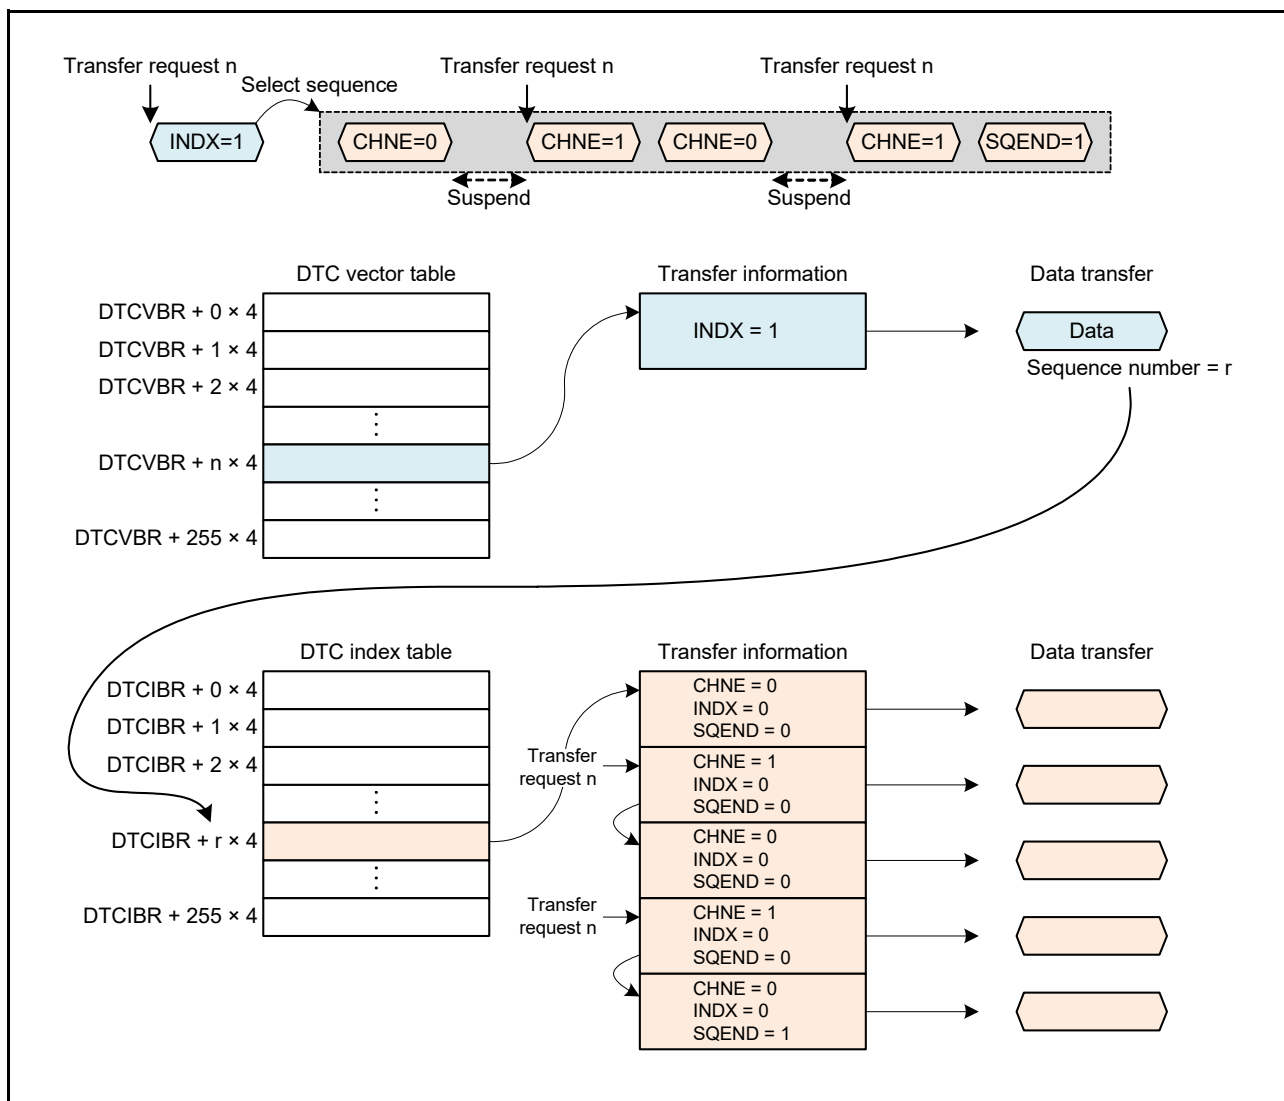 Transfer request n
Transfer request n
Transfer request n
Select sequence
INDX=1
CHNE=0
CHNE=1
CHNE=0
CHNE=1
SQEND=1
Suspend
Suspend
DTC vector table
Transfer information
Data transfer
DTCVBR + 0 × 4
DTCVBR + 1 × 4
DTCVBR + 2 × 4
⋮
DTCVBR + n × 4
⋮
DTCVBR + 255 × 4
INDX = 1
Data
Sequence number = r
DTC index table
Transfer information
Data transfer
DTCIBR + 0 × 4
DTCIBR + 1 × 4
DTCIBR + 2 × 4
⋮
DTCIBR + r × 4
⋮
DTCIBR + 255 × 4
CHNE = 0
INDX = 0
SQEND = 0
Transfer
request n
CHNE = 1
INDX = 0
SQEND = 0
CHNE = 0
INDX = 0
SQEND = 0
Transfer
request n
CHNE = 1
INDX = 0
SQEND = 0
CHNE = 0
INDX = 0
SQEND = 1